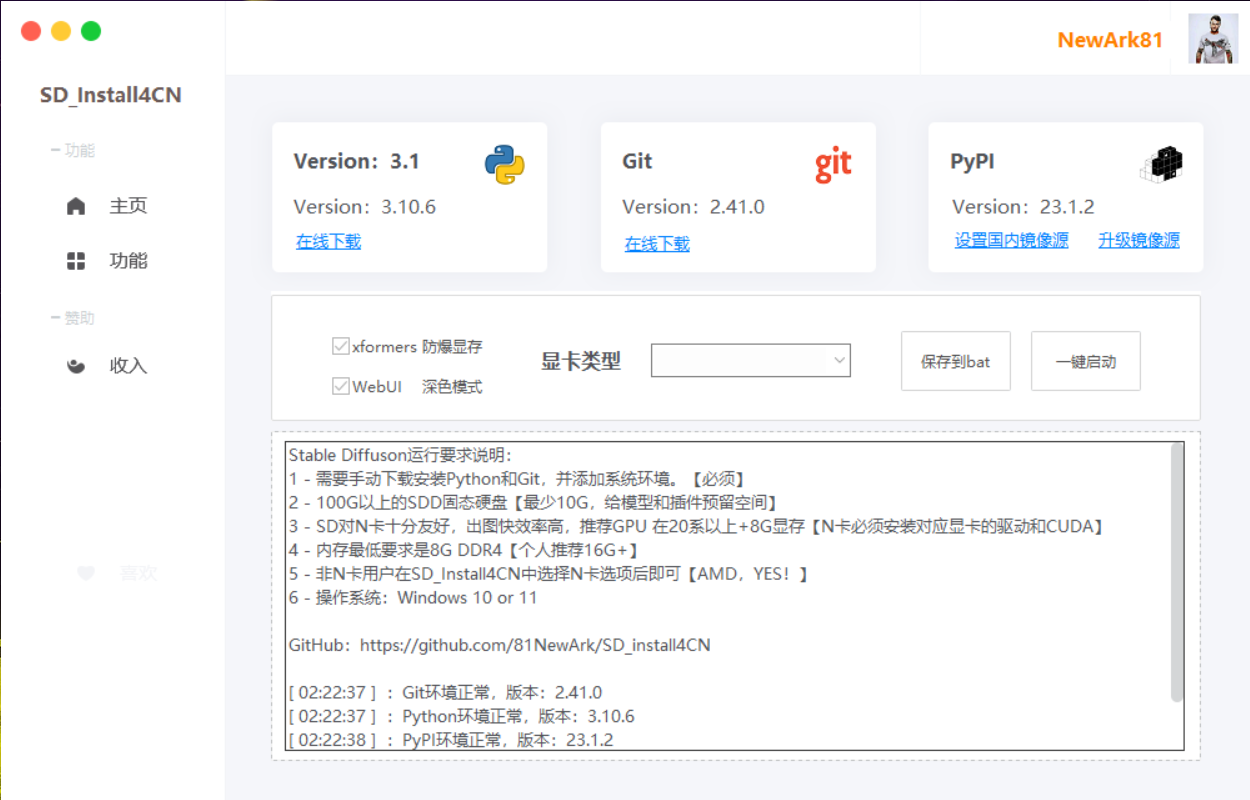 NewArk81
SD_Install4CN
功能
主页
功能
赞助
收入
喜欢
Version: 3.1
Version: 3.10.6
在线下载
Git
git
Version: 2.41.0
在线下载
PyPI
Version: 23.1.2
设置国内镜像源 升级镜像源
xformers 防爆显存
WebUI 深色模式
显卡类型
保存到bat
一键启动
Stable Diffuson运行要求说明：
1 - 需要手动下载安装Python和Git，并添加系统环境。【必须】
2 - 100G以上的SDD固态硬盘【最少10G，给模型和插件预留空间】
3 - SD对N卡十分友好，出图快效率高，推荐GPU 在20系以上+8G显存【N卡必须安装对应显卡的驱动和CUDA】
4 - 内存最低要求是8G DDR4【个人推荐16G+】
5 - 非N卡用户在SD_Install4CN中选择N卡选项后即可【AMD，YES！】
6 - 操作系统：Windows 10 or 11
GitHub：https://github.com/81NewArk/SD_install4CN
[ 02:22:37 ] ：Git环境正常，版本：2.41.0
[ 02:22:37 ] ：Python环境正常，版本：3.10.6
[ 02:22:38 ] ：PyPI环境正常，版本：23.1.2